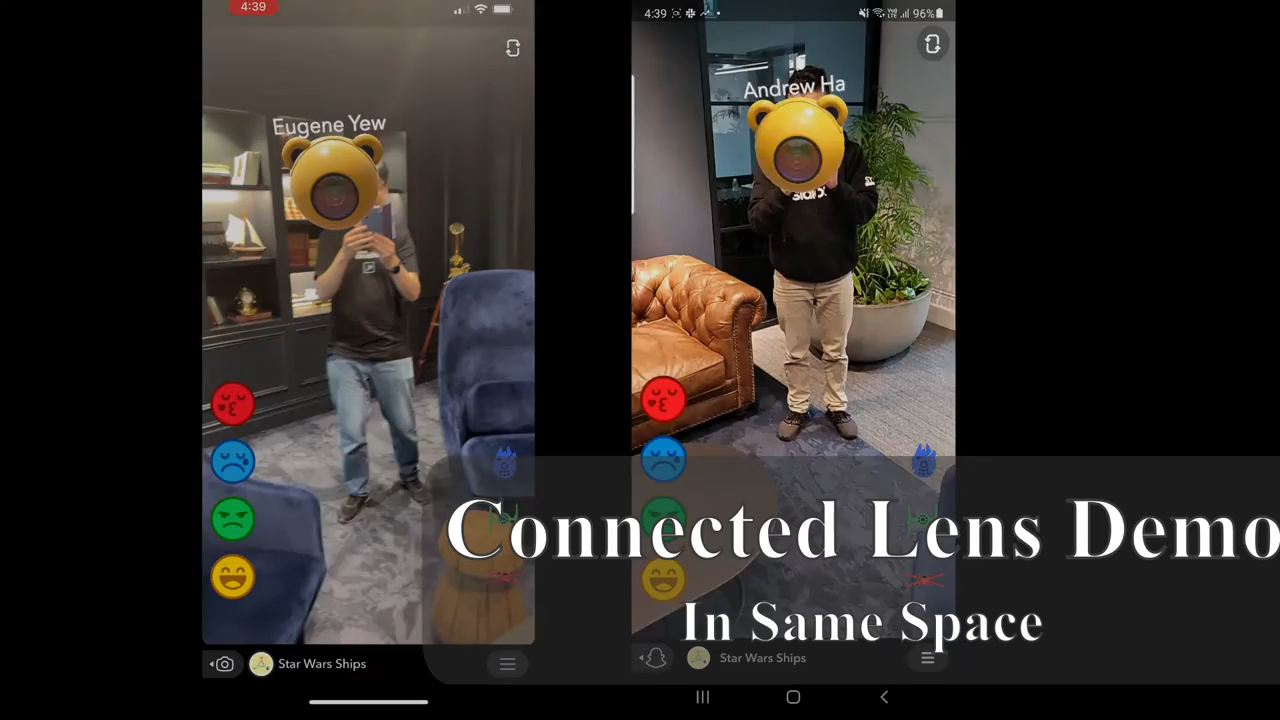 4:39
Eugene Yew
Star Wars Ships
4:39
96%
Andrew Ha
Star Wars Ships
Connected Lens Demo
In Same Space